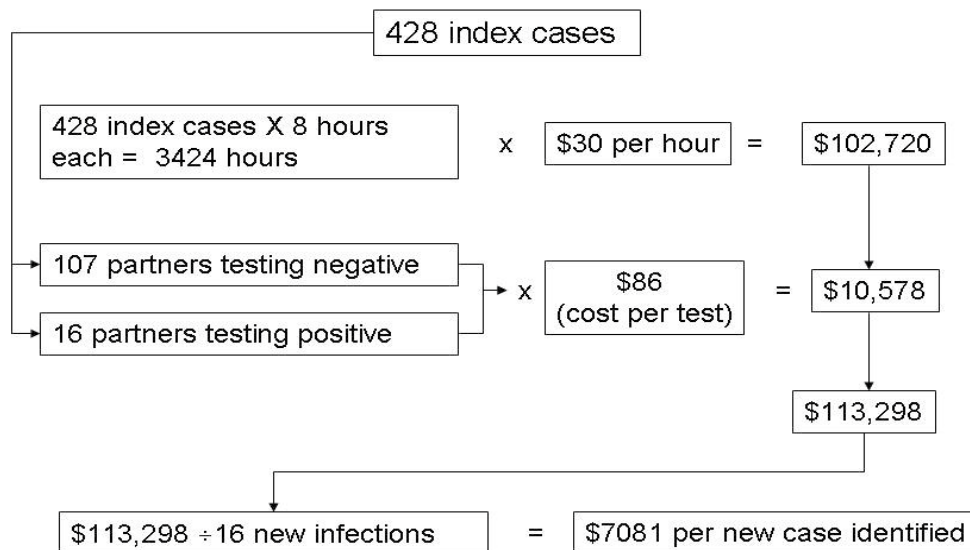 428 index cases
428 index cases X 8 hours
each = 3424 hours
x
$30 per hour
=
$102,720
107 partners testing negative
16 partners testing positive
x
$86
(cost per test)
=
$10,578
$113,298
$113,298 ÷16 new infections
=
$7081 per new case identified